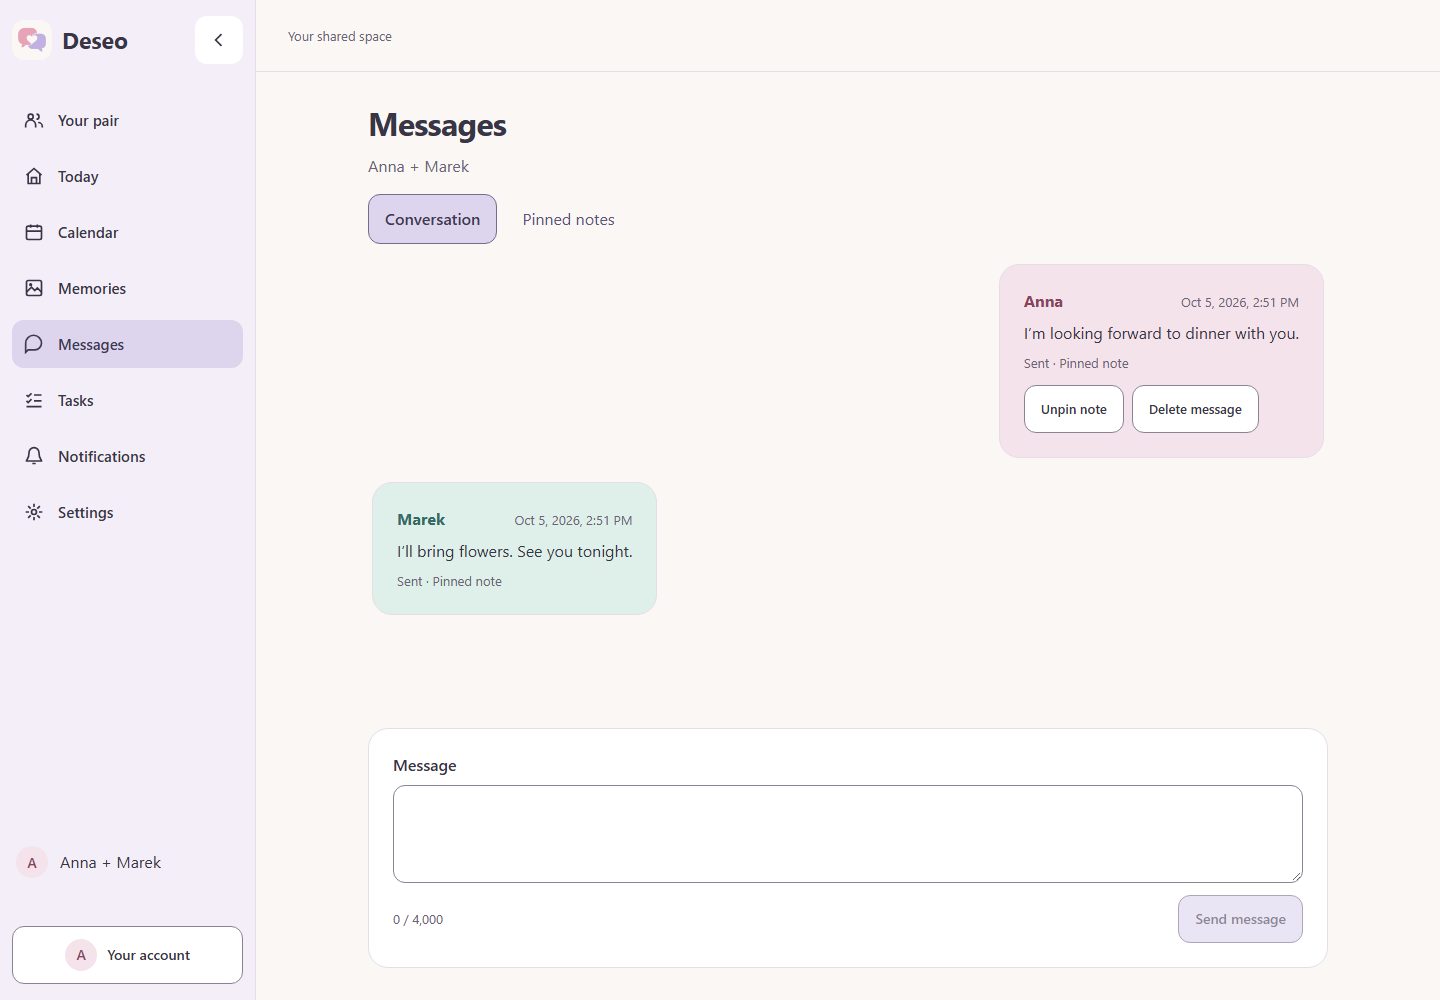 Deseo
Your pair
Today
Calendar
Memories
Messages
Tasks
Notifications
Settings
A Anna + Marek
A Your account
Your shared space
Messages
Anna + Marek
Conversation Pinned notes
Anna Oct 5, 2026, 2:51 PM
I'm looking forward to dinner with you.
Sent · Pinned note
Unpin note Delete message
Marek Oct 5, 2026, 2:51 PM
I'll bring flowers. See you tonight.
Sent · Pinned note
Message
0 / 4,000 Send message